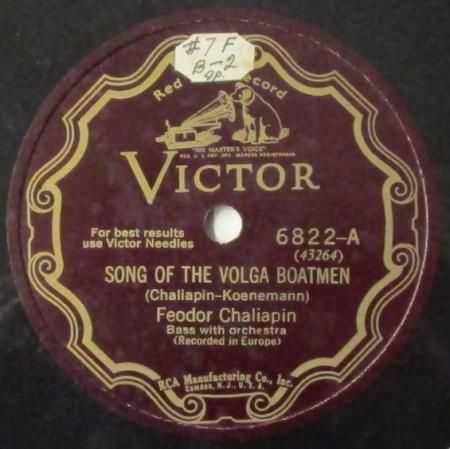 #7F
B-2
op.
Red Record
"HIS MASTER'S VOICE"
REG. U.S. PAT. OFF. MARCAS REGISTRADAS
VICTOR
For best results
use Victor Needles
6822-A
(43264)
SONG OF THE VOLGA BOATMEN
(Chaliapin-Koenemann)
Feodor Chaliapin
Bass with orchestra
(Recorded in Europe)
RCA Manufacturing Co., Inc.
Camden, N.J., U.S.A.